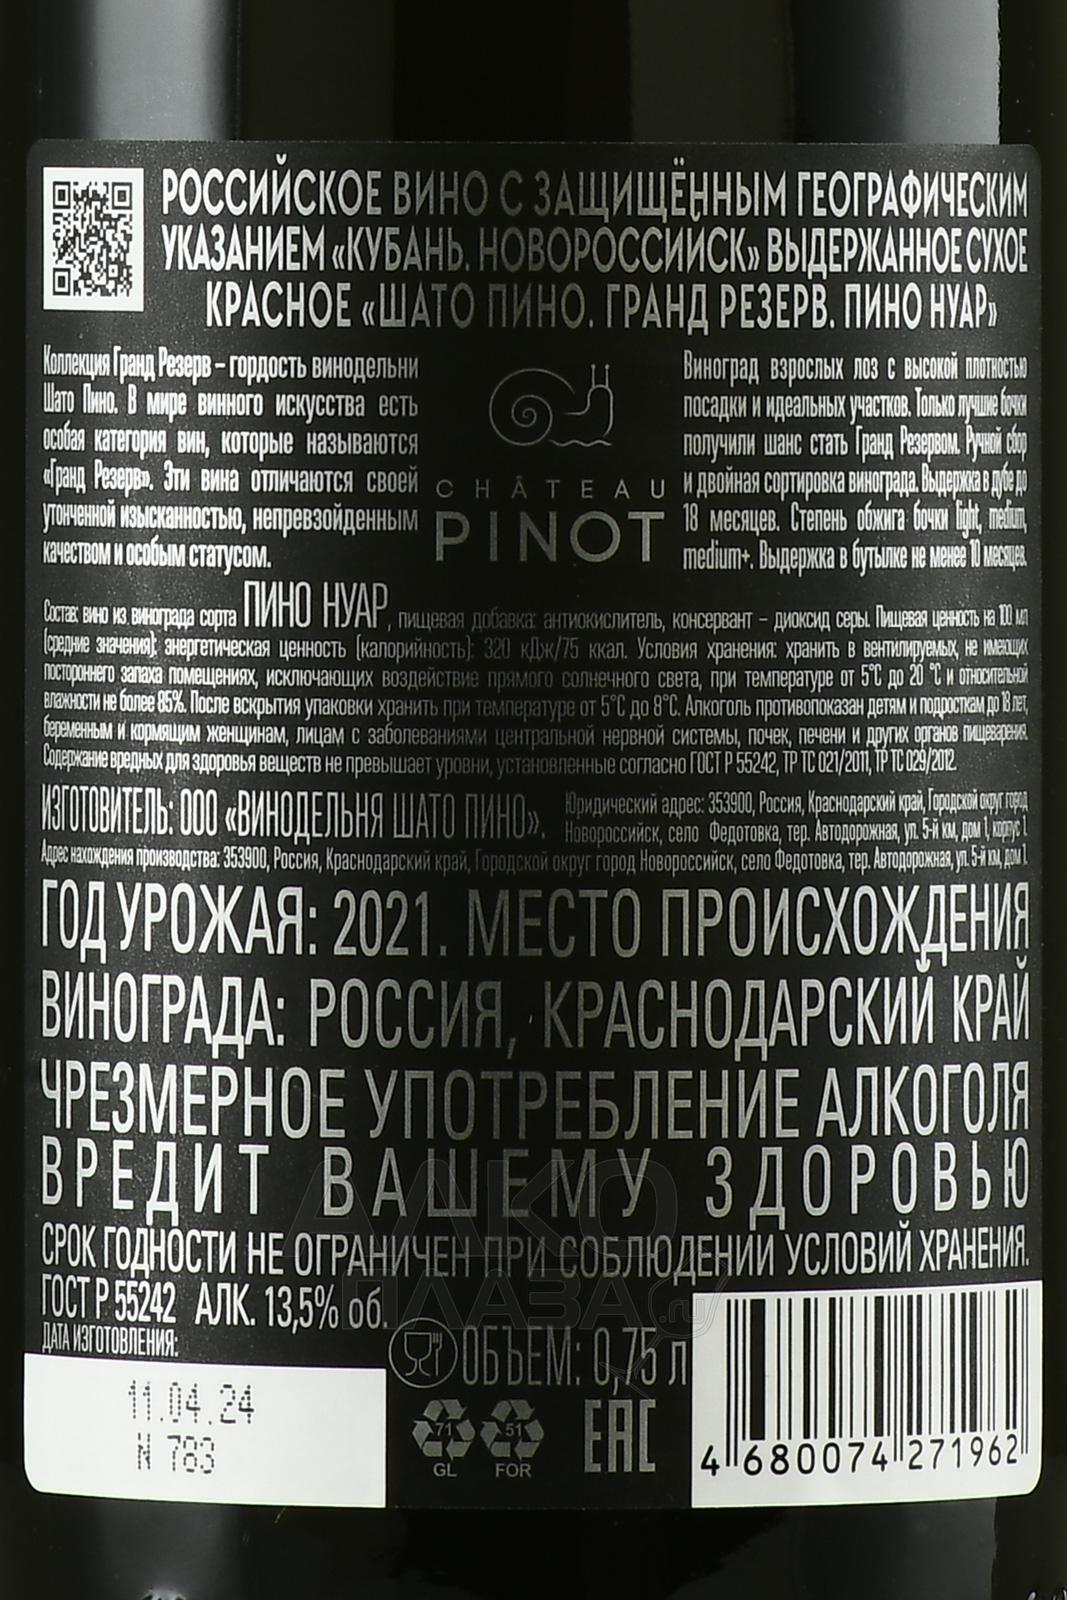 РОССИЙСКОЕ ВИНО С ЗАЩИЩЁННЫМ ГЕОГРАФИЧЕСКИМ
УКАЗАНИЕМ «КУБАНЬ. НОВОРОССИЙСК» ВЫДЕРЖАННОЕ СУХОЕ
КРАСНОЕ «ШАТО ПИНО. ГРАНД РЕЗЕРВ. ПИНО НУАР»
Коллекция Гранд Резерв – гордость винодельни
Шато Пино. В мире винного искусства есть
особая категория вин, которые называются
«Гранд Резерв». Эти вина отличаются своей
утонченной изысканностью, непревзойденным
качеством и особым статусом.
CHÂTEAU
PINOT
Виноград взрослых лоз с высокой плотностью
посадки и идеальных участков. Только лучшие бочки
получили шанс стать Гранд Резервом. Ручной сбор
и двойная сортировка винограда. Выдержка в дубе до
18 месяцев. Степень обжига бочки light, medium,
medium+. Выдержка в бутылке не менее 10 месяцев.
Состав: вино из винограда сорта ПИНО НУАР, пищевая добавка: антиокислитель, консервант – диоксид серы. Пищевая ценность на 100 мл
(средние значения): энергетическая ценность (калорийность): 320 кДж/75 ккал. Условия хранения: хранить в вентилируемых, не имеющих
постороннего запаха помещениях, исключающих воздействие прямого солнечного света, при температуре от 5°С до 20 °С и относительной
влажности не более 85%. После вскрытия упаковки хранить при температуре от 5°С до 8°С. Алкоголь противопоказан детям и подросткам до 18 лет,
беременным и кормящим женщинам, лицам с заболеваниями центральной нервной системы, почек, печени и других органов пищеварения.
Содержание вредных для здоровья веществ не превышает уровни, установленные согласно ГОСТ Р 55242, ТР ТС 021/2011, ТР ТС 029/2012.
ИЗГОТОВИТЕЛЬ: ООО «ВИНОДЕЛЬНЯ ШАТО ПИНО».
Юридический адрес: 353900, Россия, Краснодарский край, Городской округ город
Новороссийск, село Федотовка, тер. Автодорожная, ул. 5-й км, дом 1, корпус 1.
Адрес нахождения производства: 353900, Россия, Краснодарский край, Городской округ город Новороссийск, село Федотовка, тер. Автодорожная, ул. 5-й км, дом 1.
ГОД УРОЖАЯ: 2021. МЕСТО ПРОИСХОЖДЕНИЯ
ВИНОГРАДА: РОССИЯ, КРАСНОДАРСКИЙ КРАЙ
ЧРЕЗМЕРНОЕ УПОТРЕБЛЕНИЕ АЛКОГОЛЯ
ВРЕДИТ ВАШЕМУ ЗДОРОВЬЮ
СРОК ГОДНОСТИ НЕ ОГРАНИЧЕН ПРИ СОБЛЮДЕНИИ УСЛОВИЙ ХРАНЕНИЯ.
ГОСТ Р 55242 АЛК. 13,5% об.
ДАТА ИЗГОТОВЛЕНИЯ:
11.04.24
N 783
ОБЪЕМ: 0,75 л
71
GL
51
FOR
EAC
4 680074 271962
АЛКО
ПЛАЗА.ru